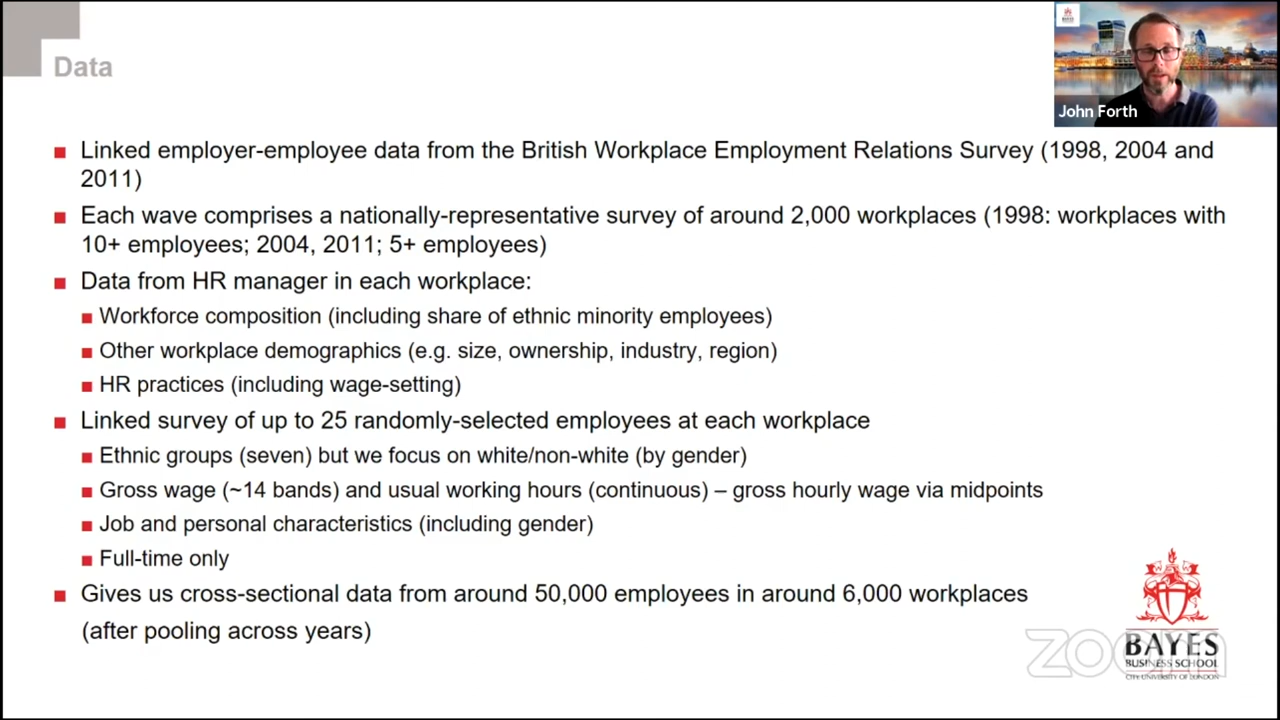 Data
John Forth
Linked employer-employee data from the British Workplace Employment Relations Survey (1998, 2004 and
2011)
Each wave comprises a nationally-representative survey of around 2,000 workplaces (1998: workplaces with
10+ employees; 2004, 2011; 5+ employees)
Data from HR manager in each workplace:
Workforce composition (including share of ethnic minority employees)
Other workplace demographics (e.g. size, ownership, industry, region)
HR practices (including wage-setting)
Linked survey of up to 25 randomly-selected employees at each workplace
Ethnic groups (seven) but we focus on white/non-white (by gender)
Gross wage (~14 bands) and usual working hours (continuous) – gross hourly wage via midpoints
Job and personal characteristics (including gender)
Full-time only
Gives us cross-sectional data from around 50,000 employees in around 6,000 workplaces
(after pooling across years)
zoom
BAYES
BUSINESS SCHOOL
CITY, UNIVERSITY OF LONDON